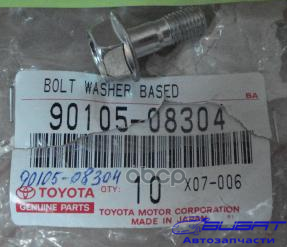 BOLT WASHER BASED
BA
90105-08304
90105-08304
TOYOTA
GENUINE PARTS
QTY:
10
X07-006
TOYOTA MOTOR CORPORATION
MADE IN JAPAN
Автозапчасти